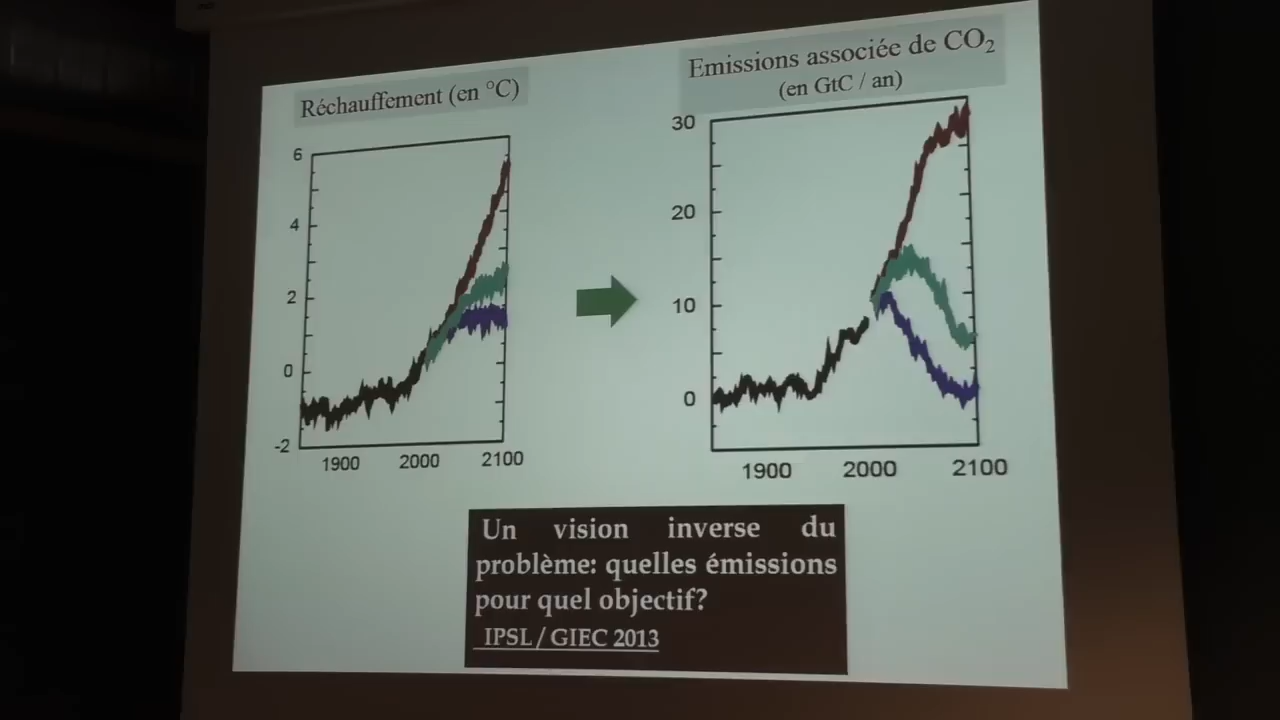 Réchauffement (en °C)
6
4
2
0
-2
1900 2000 2100
Emissions associée de CO₂
(en GtC / an)
30
20
10
0
1900 2000 2100
Un vision inverse du
problème: quelles émissions
pour quel objectif?
IPSL / GIEC 2013